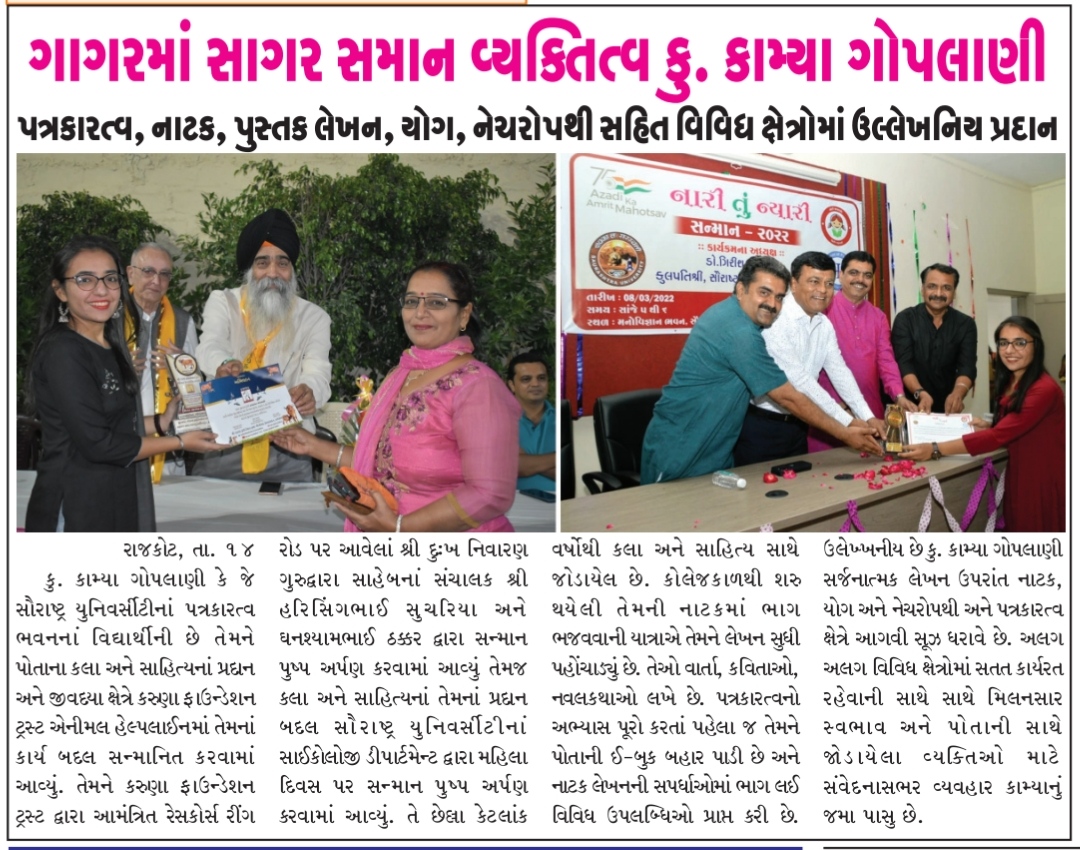 ગાગરમાં સાગર સમાન વ્યક્તિત્વ કુ. કામ્યા ગોપલાણી
પત્રકારત્વ, નાટક, પુસ્તક લેખન, યોગ, નેચરોપથી સહિત વિવિધ ક્ષેત્રોમાં ઉલ્લેખનિય પ્રદાન
75
Azadi Ka
Amrit Mahotsav
નારી તું ન્યારી
સન્માન - ૨૦૨૨
:: કાર્યક્રમના અધ્યક્ષ ::
ડો.ગિરીશ
કુલપતિશ્રી, સૌરાષ્ટ્ર
તારીખ : 08/03/2022
સમય : સાંજે ૫ થી ૬
સ્થળ : મનોવિજ્ઞાન ભવન,
રાજકોટ, તા. ૧૪
કુ. કામ્યા ગોપલાણી કે જે
સૌરાષ્ટ્ર યુનિવર્સીટીનાં પત્રકારત્વ
ભવનનાં વિદ્યાર્થીની છે તેમને
પોતાના કલા અને સાહિત્યનાં પ્રદાન
અને જીવદયા ક્ષેત્રે કરુણા ફાઉન્ડેશન
ટ્રસ્ટ એનીમલ હેલ્પલાઈનમાં તેમનાં
કાર્ય બદલ સન્માનિત કરવામાં
આવ્યું. તેમને કરુણા ફાઉન્ડેશન
ટ્રસ્ટ દ્વારા આમંત્રિત રેસકોર્સ રીંગ
રોડ પર આવેલાં શ્રી દુઃખ નિવારણ
ગુરુદ્વારા સાહેબનાં સંચાલક શ્રી
હરિસિંગભાઈ સુચરિયા અને
ઘનશ્યામભાઈ ઠક્કર દ્વારા સન્માન
પુષ્પ અર્પણ કરવામાં આવ્યું તેમજ
કલા અને સાહિત્યનાં તેમનાં પ્રદાન
બદલ સૌરાષ્ટ્ર યુનિવર્સીટીનાં
સાઈકોલોજી ડીપાર્ટમેન્ટ દ્વારા મહિલા
દિવસ પર સન્માન પુષ્પ અર્પણ
કરવામાં આવ્યું. તે છેલ્લા કેટલાંક
વર્ષોથી કલા અને સાહિત્ય સાથે
જોડાયેલ છે. કોલેજકાળથી શરુ
થયેલી તેમની નાટકમાં ભાગ
ભજવવાની યાત્રાએ તેમને લેખન સુધી
પહોંચાડ્યું છે. તેઓ વાર્તા, કવિતાઓ,
નવલકથાઓ લખે છે. પત્રકારત્વનો
અભ્યાસ પૂરો કરતાં પહેલા જ તેમને
પોતાની ઈ-બુક બહાર પાડી છે અને
નાટક લેખનની સપર્ધાઓમાં ભાગ લઈ
વિવિધ ઉપલબ્ધિઓ પ્રાપ્ત કરી છે.
ઉલેખ્ખનીય છે કુ. કામ્યા ગોપલાણી
સર્જનાત્મક લેખન ઉપરાંત નાટક,
યોગ અને નેચરોપથી અને પત્રકારત્વ
ક્ષેત્રે આગવી સૂઝ ધરાવે છે. અલગ
અલગ વિવિધ ક્ષેત્રોમાં સતત કાર્યરત
રહેવાની સાથે સાથે મિલનસાર
સ્વભાવ અને પોતાની સાથે
જોડાયેલા વ્યક્તિઓ માટે
સંવેદનાસભર વ્યવહાર કામ્યાનું
જમા પાસુ છે.